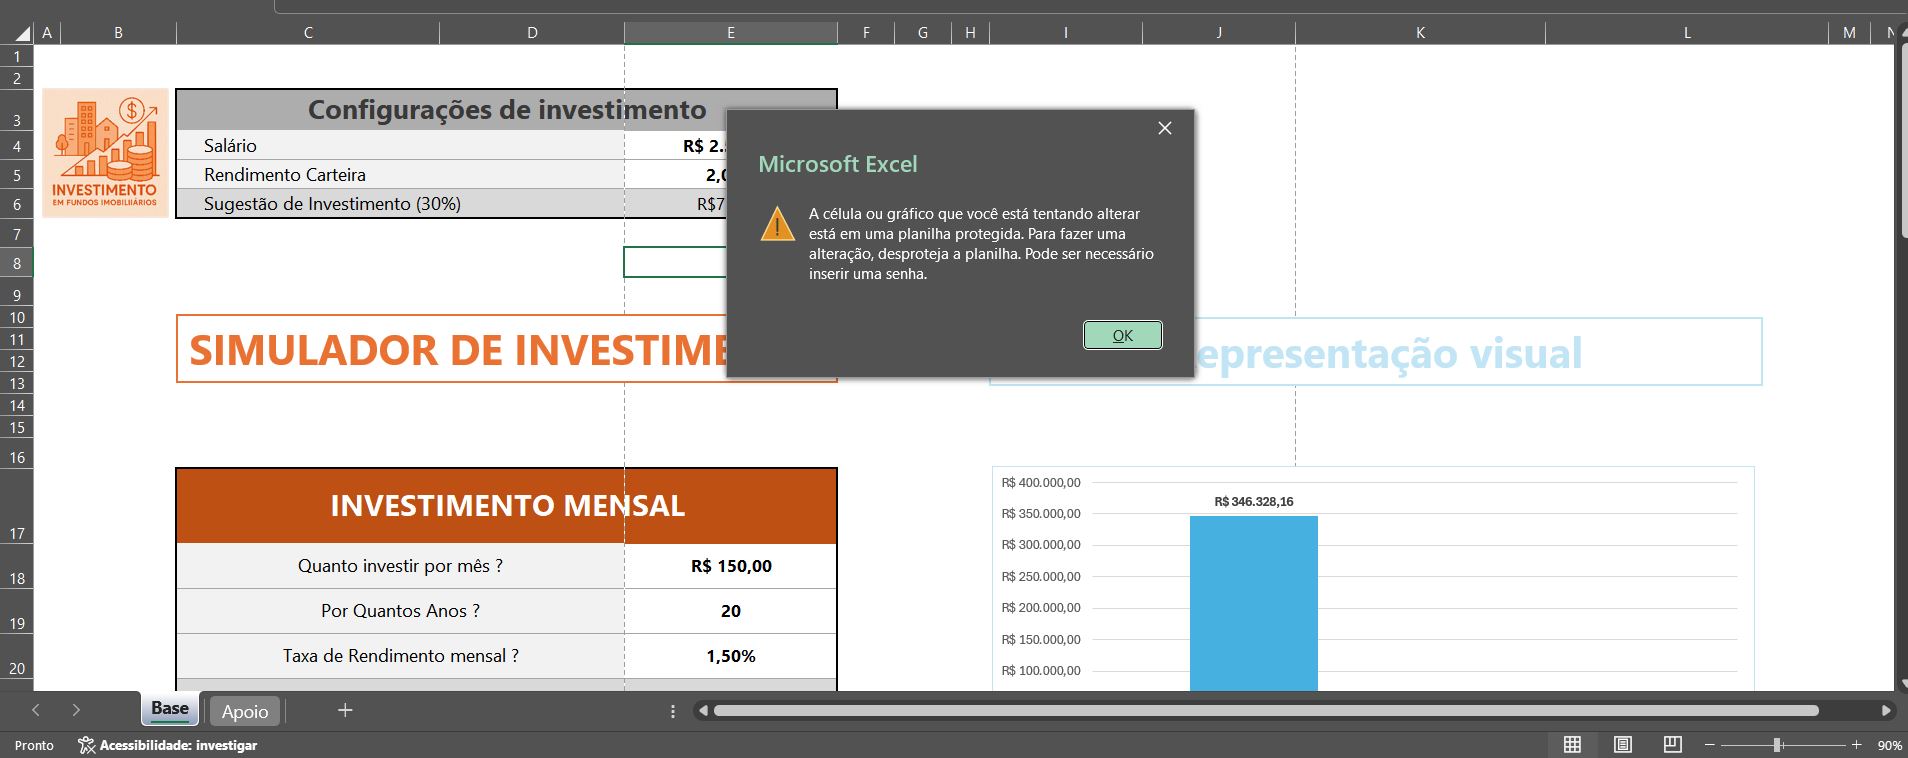 A B C D E F G H I J K L M N
1
2
INVESTIMENTO
EM FUNDOS IMOBILIÁRIOS
3 Configurações de investimento
4 Salário R$ 2.
5 Rendimento Carteira 2,0
6 Sugestão de Investimento (30%) R$7
Microsoft Excel
A célula ou gráfico que você está tentando alterar
está em uma planilha protegida. Para fazer uma
alteração, desproteja a planilha. Pode ser necessário
inserir uma senha.
OK
7
8
9
10
11
12
13
SIMULADOR DE INVESTIME
epresentação visual
14
15
16
17 INVESTIMENTO MENSAL
18 Quanto investir por mês ? R$ 150,00
19 Por Quantos Anos ? 20
20 Taxa de Rendimento mensal ? 1,50%
R$ 400.000,00
R$ 346.328,16
R$ 350.000,00
R$ 300.000,00
R$ 250.000,00
R$ 200.000,00
R$ 150.000,00
R$ 100.000,00
Base Apoio
Pronto Acessibilidade: investigar 90%